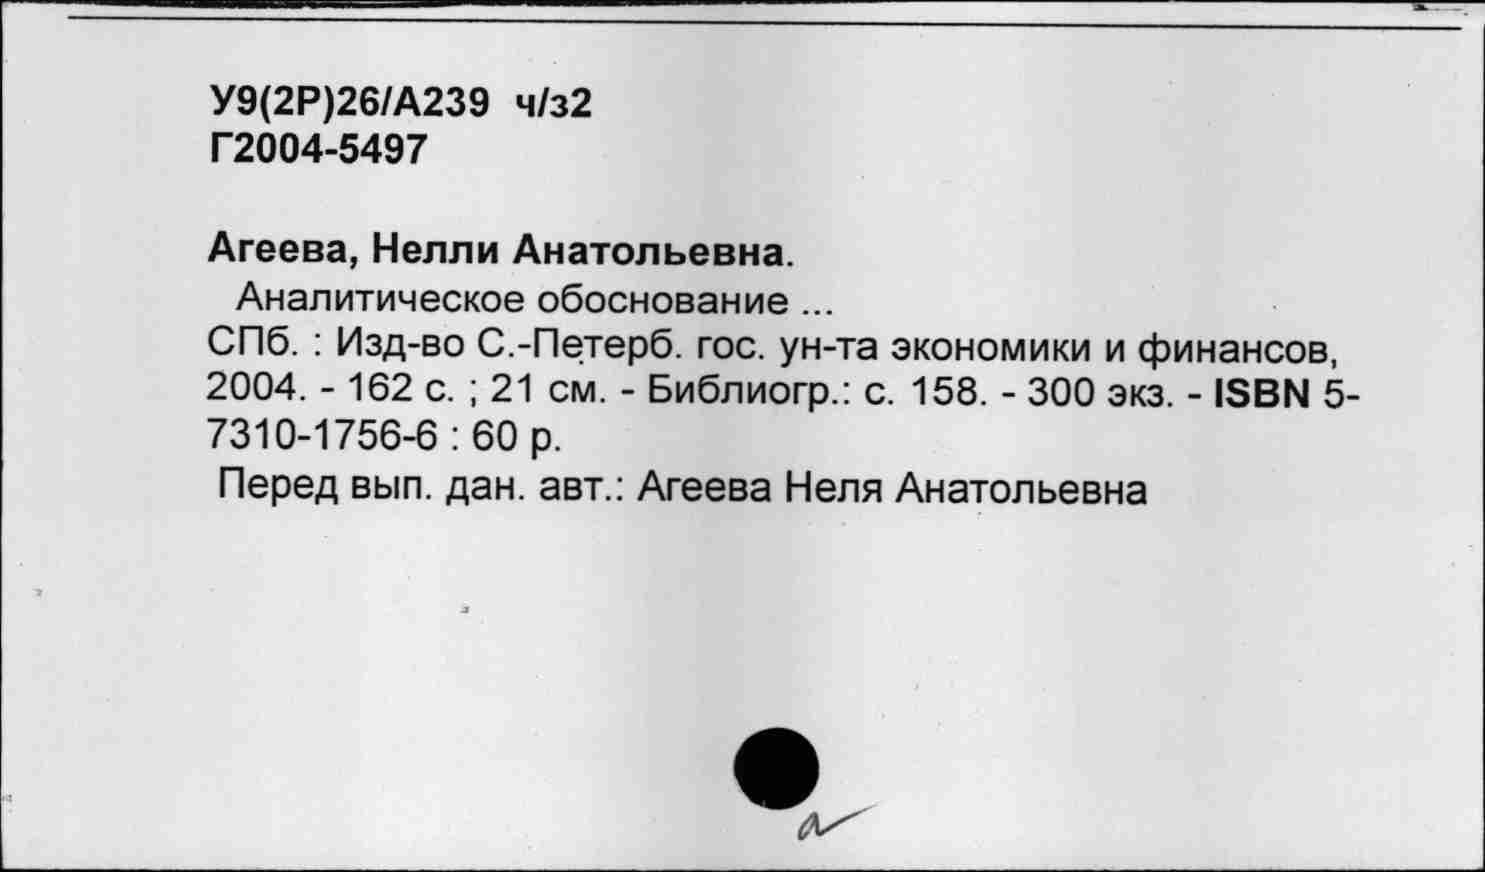 У9(2Р)26/А239 ч/з2
Г2004-5497
Агеева, Нелли Анатольевна.
Аналитическое обоснование ...
СПб. : Изд-во С.-Петерб. гос. ун-та экономики и финансов,
2004. - 162 с. ; 21 см. - Библиогр.: с. 158. - 300 экз. - ISBN 5-
7310-1756-6 : 60 р.
Перед вып. дан. авт.: Агеева Неля Анатольевна